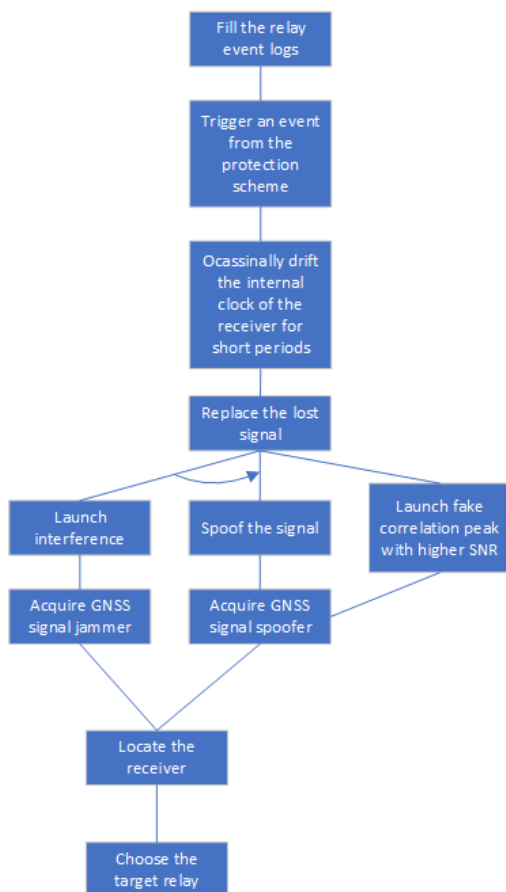 Fill the relay
event logs
Trigger an event
from the
protection
scheme
Ocassinally drift
the internal
clock of the
receiver for
short periods
Replace the lost
signal
Launch
interference
Spoof the signal
Launch fake
correlation peak
with higher SNR
Acquire GNSS
signal jammer
Acquire GNSS
signal spoofer
Locate the
receiver
Choose the
target relay